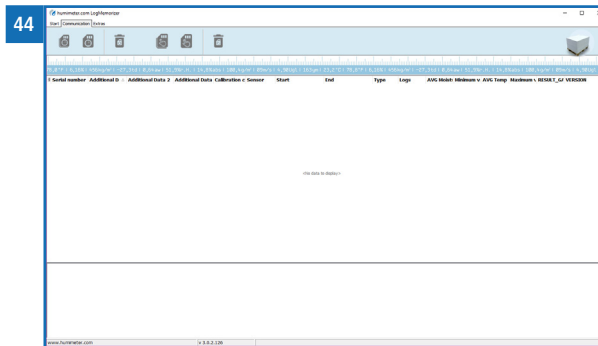 44
humimeter.com LogMemorizer
Start Communication Extras
Serial number Additional D Additional Data 2 Additional Data Calibration c Sensor Start End Type Logs AVG Moist Minimum v AVG Temp Maximum v RESULT_GF VERSION
<No data to display>
www.humimeter.com v 3.0.2.126